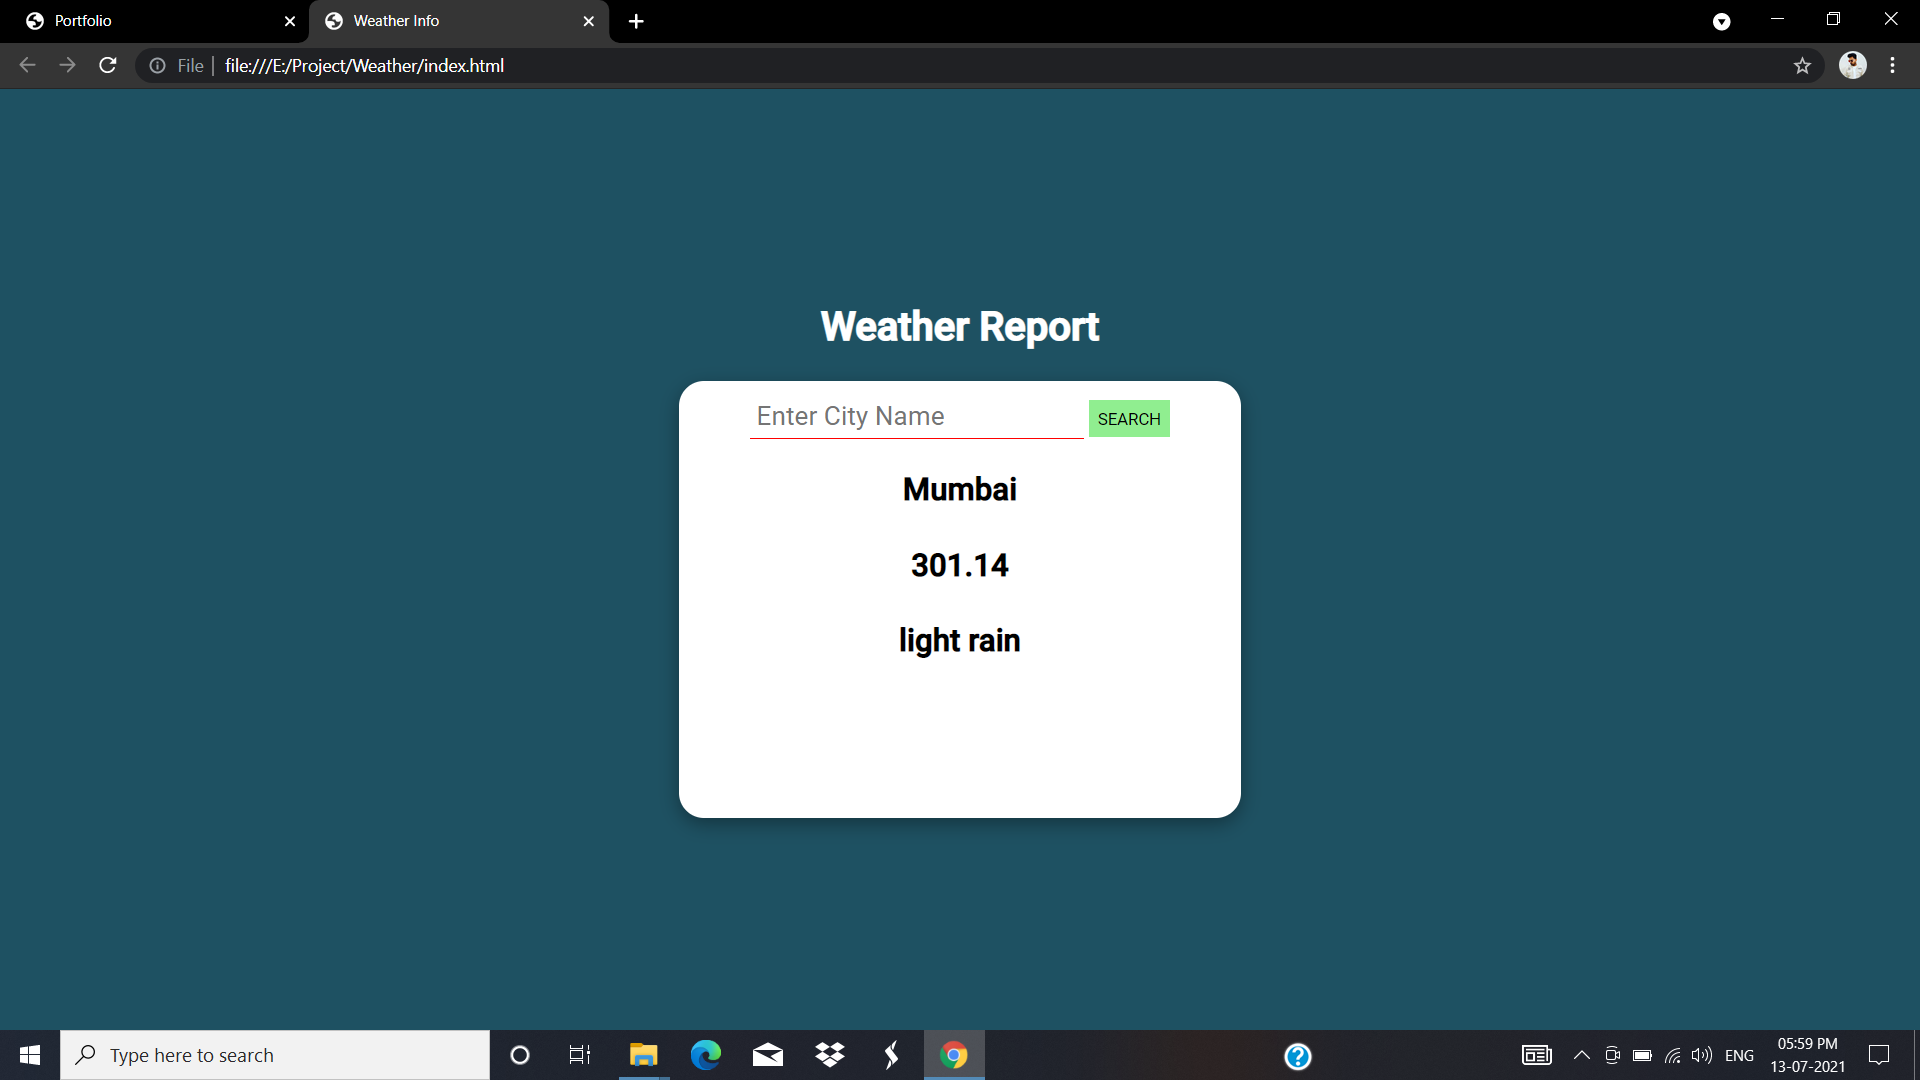 Portfolio
Weather Info
File
file:///E:/Project/Weather/index.html
Weather Report
Enter City Name
SEARCH
Mumbai
301.14
light rain
Type here to search
ENG
05:59 PM
13-07-2021